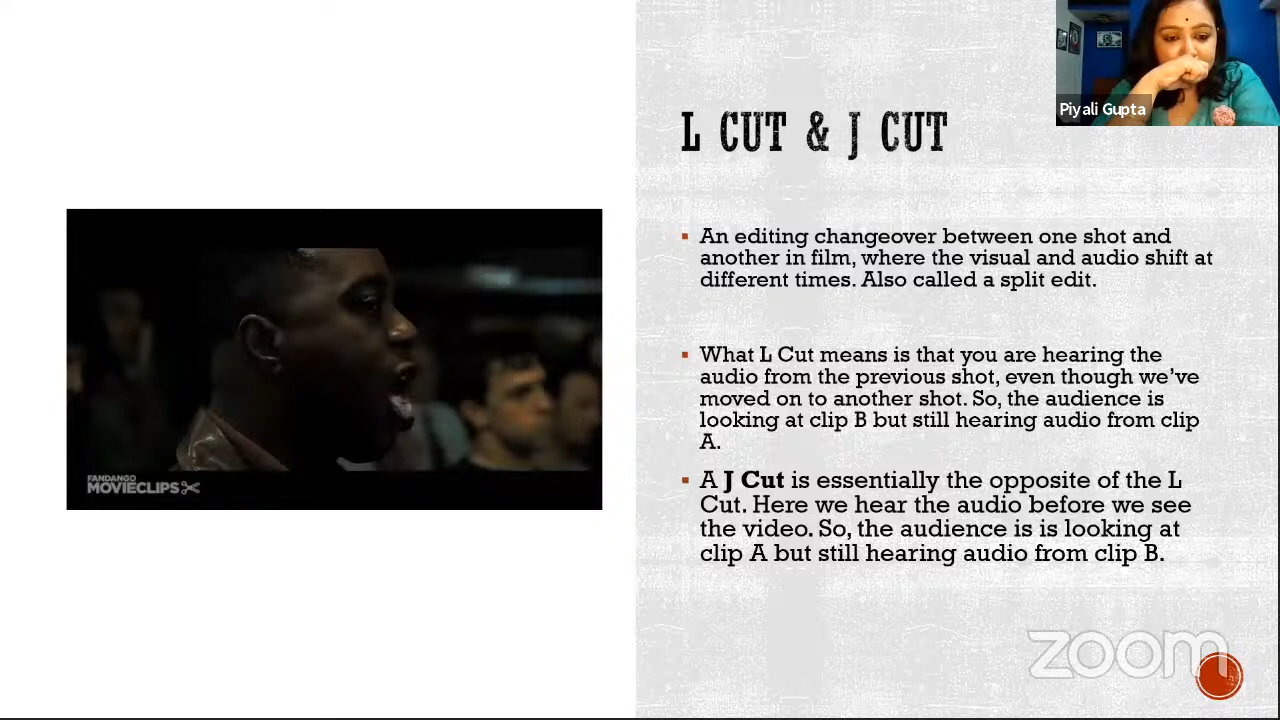 Piyali Gupta
L CUT & J CUT
▪ An editing changeover between one shot and
another in film, where the visual and audio shift at
different times. Also called a split edit.
▪ What L Cut means is that you are hearing the
audio from the previous shot, even though we've
moved on to another shot. So, the audience is
looking at clip B but still hearing audio from clip
A.
▪ A J Cut is essentially the opposite of the L
Cut. Here we hear the audio before we see
the video. So, the audience is is looking at
clip A but still hearing audio from clip B.
FANDANGO
MOVIECLIPS
zoom